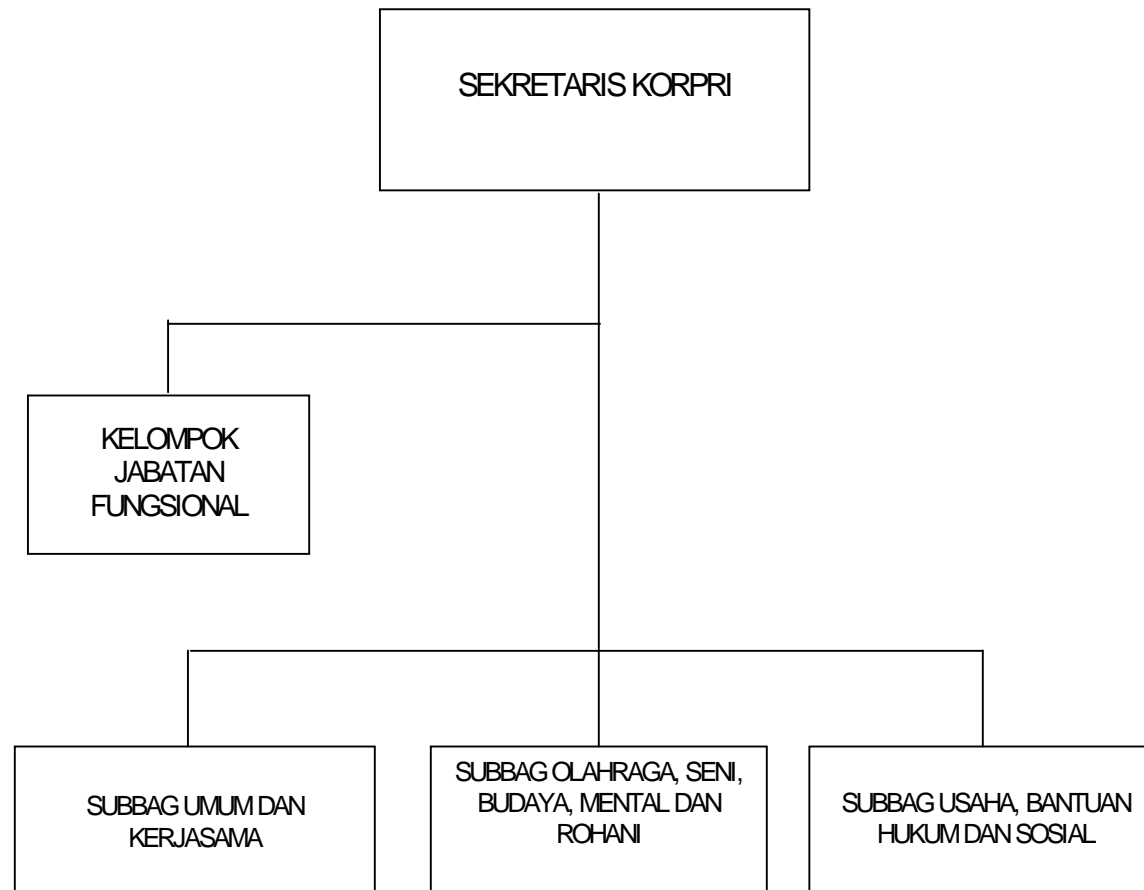 SEKRETARIS KORPRI
KELOMPOK
JABATAN
FUNGSIONAL
SUBBAG UMUM DAN
KERJASAMA
SUBBAG OLAHRAGA, SENI,
BUDAYA, MENTAL DAN
ROHANI
SUBBAG USAHA, BANTUAN
HUKUM DAN SOSIAL